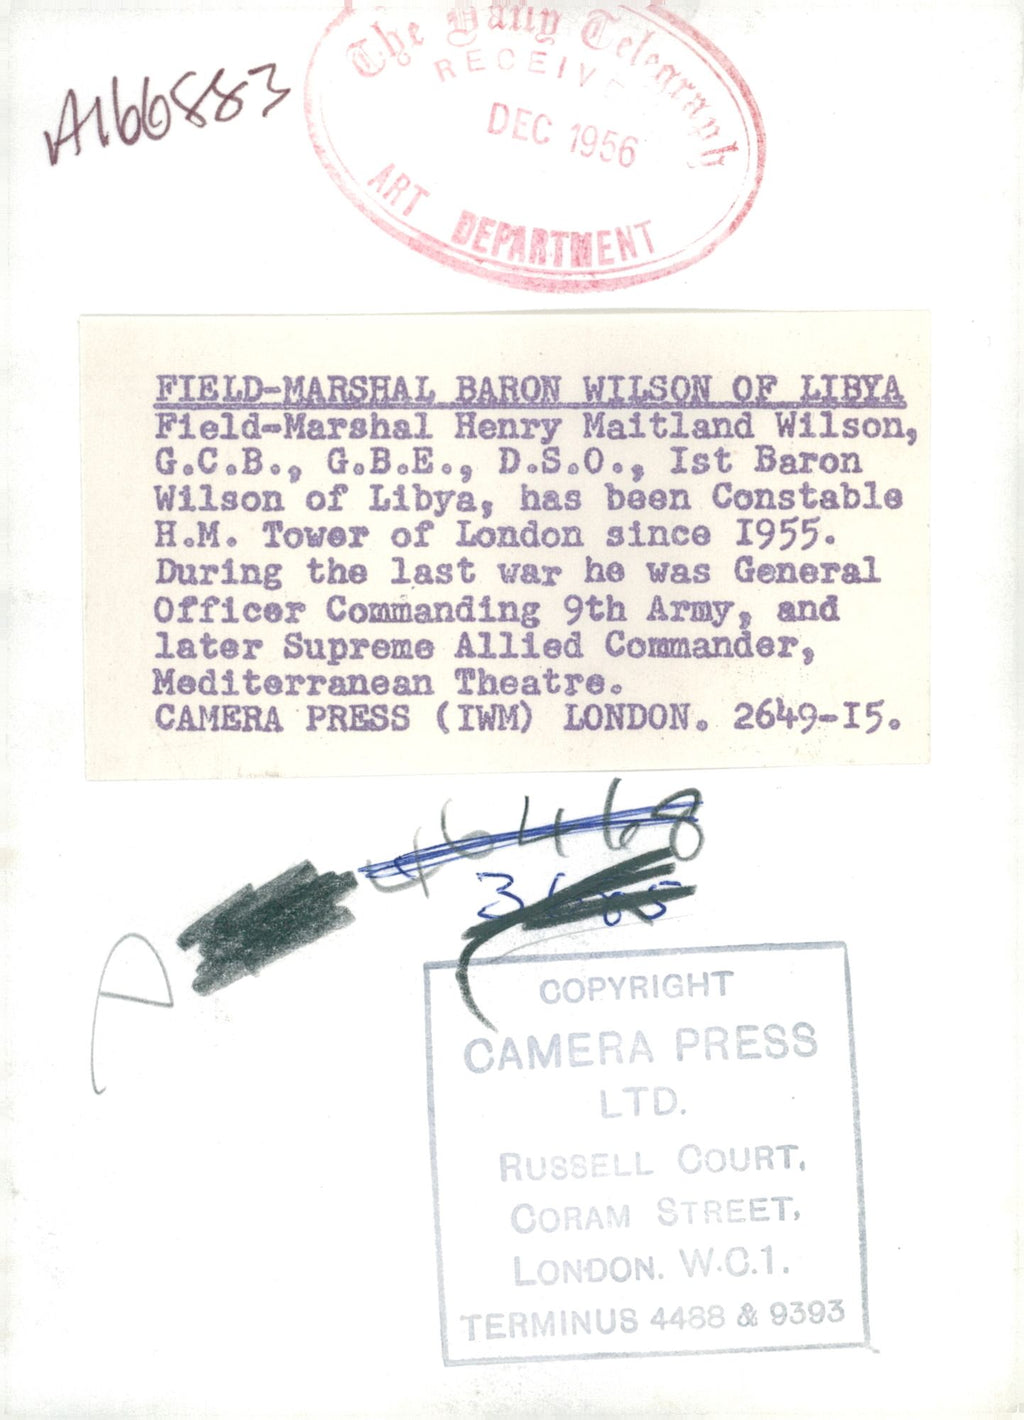 A166883
The Daily Telegraph
RECEIVE
DEC 1956
ART DEPARTMENT
FIELD-MARSHAL BARON WILSON OF LIBYA
Field-Marshal Henry Maitland Wilson,
G.C.B., G.B.E., D.S.O., Ist Baron
Wilson of Libya, has been Constable
H.M. Tower of London since I955.
During the last war he was General
Officer Commanding 9th Army, and
later Supreme Allied Commander,
Mediterranean Theatre.
CAMERA PRESS (IWM) LONDON. 2649-I5.
46468
COPYRIGHT
CAMERA PRESS
LTD.
RUSSELL COURT,
CORAM STREET,
LONDON. W.C.1.
TERMINUS 4488 & 9393